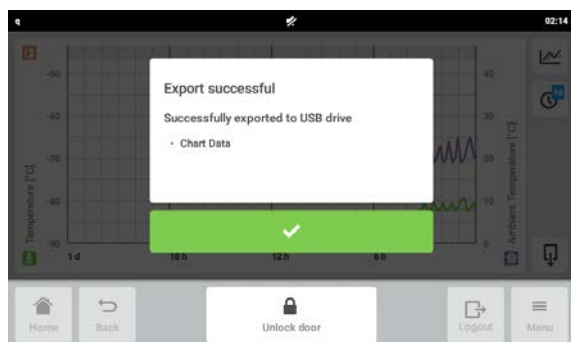 q
02:14
Export successful
Successfully exported to USB drive
• Chart Data
-50
-60
-70
-80
-90
Temperature [°C]
40
30
20
10
0
Ambient Temperature [°C]
1 d
18 h
12 h
6 h
Home
Back
Unlock door
Logout
Menu